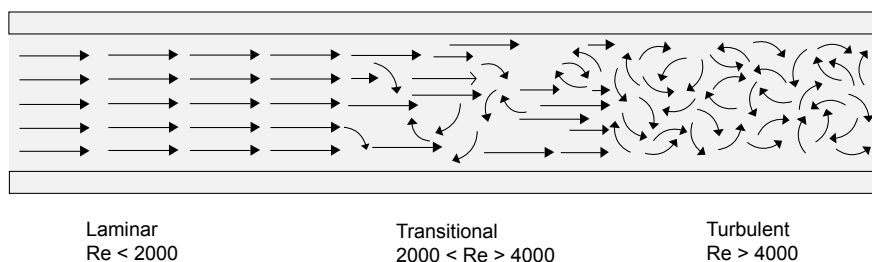 Laminar
Re < 2000
Transitional
2000 < Re > 4000
Turbulent
Re > 4000